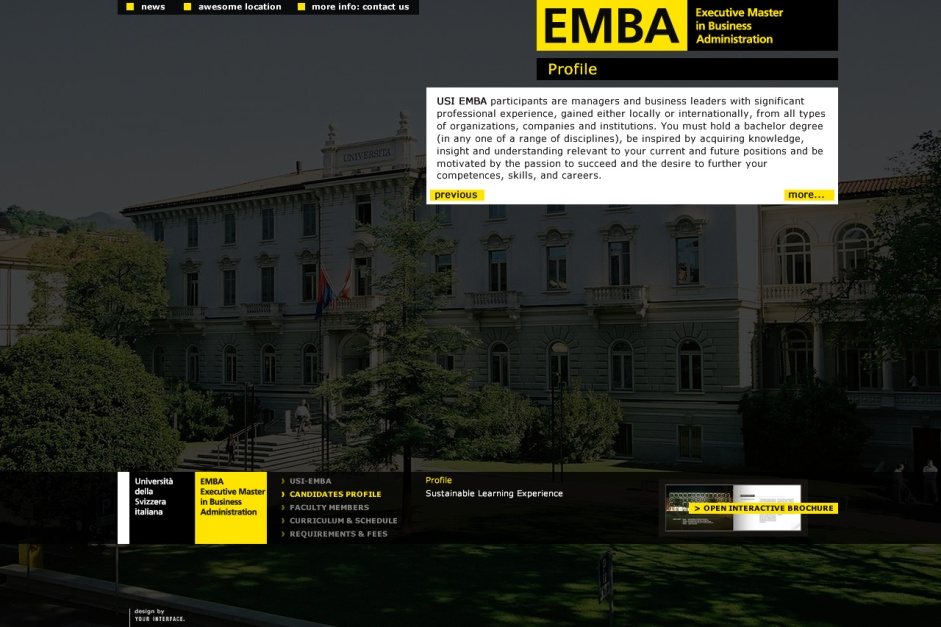 news
awesome location
more info: contact us
EMBA
Executive Master
in Business
Administration
Profile
USI EMBA participants are managers and business leaders with significant
professional experience, gained either locally or internationally, from all types
of organizations, companies and institutions. You must hold a bachelor degree
(in any one of a range of disciplines), be inspired by acquiring knowledge,
insight and understanding relevant to your current and future positions and be
motivated by the passion to succeed and the desire to further your
competences, skills, and careers.
previous
more...
UNIVERSITA
Università
della
Svizzera
italiana
EMBA
Executive Master
in Business
Administration
USI-EMBA
CANDIDATES PROFILE
FACULTY MEMBERS
CURRICULUM & SCHEDULE
REQUIREMENTS & FEES
Profile
Sustainable Learning Experience
> OPEN INTERACTIVE BROCHURE
design by
YOUR INTERFACE.